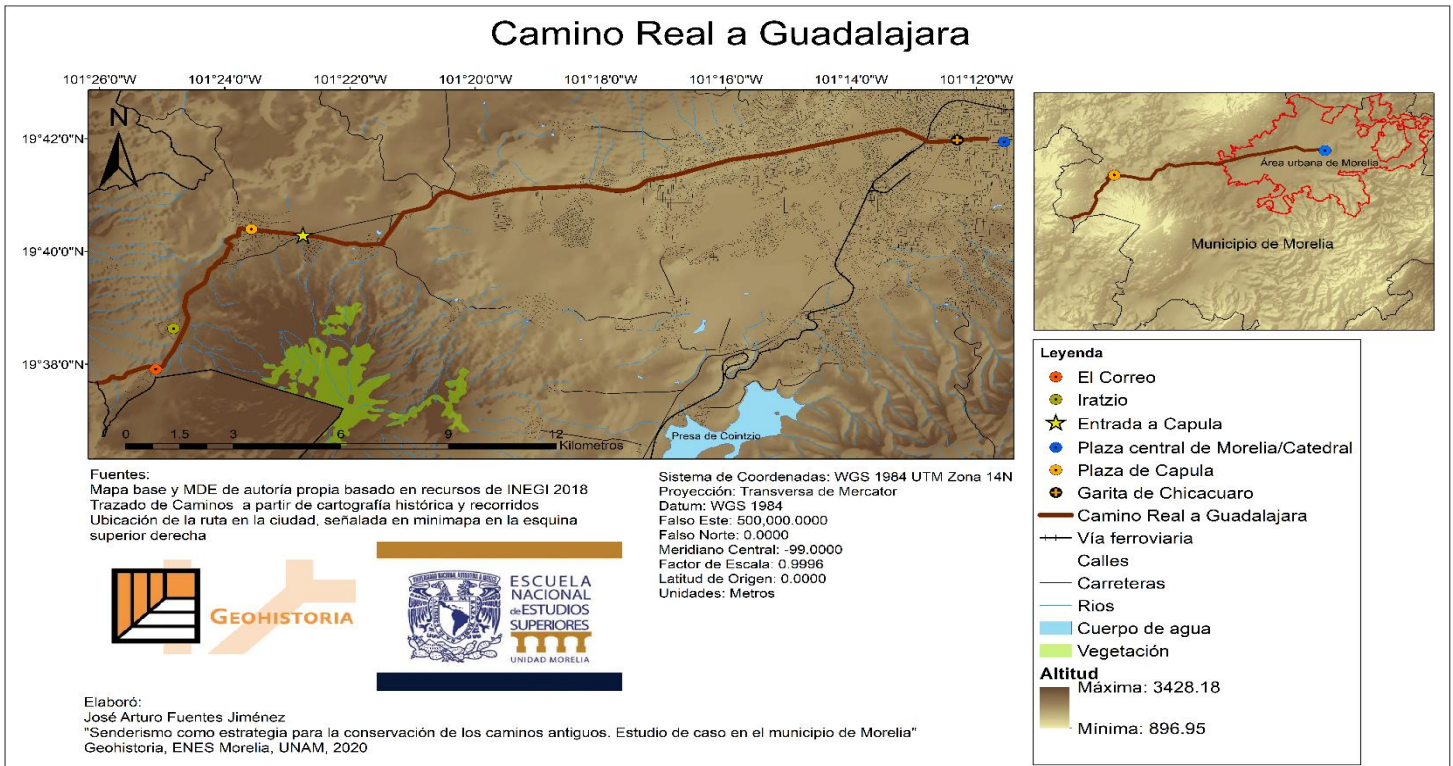 Camino Real a Guadalajara
101°26'0"W 101°24'0"W 101°22'0"W 101°20'0"W 101°18'0"W 101°16'0"W 101°14'0"W 101°12'0"W
N
19°42'0"N
19°40'0"N
19°38'0"N
0 1.5 3 6 9 12
Kilometros
Presa de Cointzio
Área urbana de Morelia
Municipio de Morelia
Leyenda
El Correo
Iratzio
Entrada a Capula
Plaza central de Morelia/Catedral
Plaza de Capula
Garita de Chicacuaro
Camino Real a Guadalajara
Vía ferroviaria
Calles
Carreteras
Rios
Cuerpo de agua
Vegetación
Altitud
Máxima: 3428.18
Mínima: 896.95
Fuentes:
Mapa base y MDE de autoría propia basado en recursos de INEGI 2018
Trazado de Caminos a partir de cartografía histórica y recorridos
Ubicación de la ruta en la ciudad, señalada en minimapa en la esquina
superior derecha
Sistema de Coordenadas: WGS 1984 UTM Zona 14N
Proyección: Transversa de Mercator
Datum: WGS 1984
Falso Este: 500,000.0000
Falso Norte: 0.0000
Meridiano Central: -99.0000
Factor de Escala: 0.9996
Latitud de Origen: 0.0000
Unidades: Metros
GEOHISTORIA
ESCUELA
NACIONAL
de ESTUDIOS
SUPERIORES
UNIDAD MORELIA
Elaboró:
José Arturo Fuentes Jiménez
"Senderismo como estrategia para la conservación de los caminos antiguos. Estudio de caso en el municipio de Morelia"
Geohistoria, ENES Morelia, UNAM, 2020